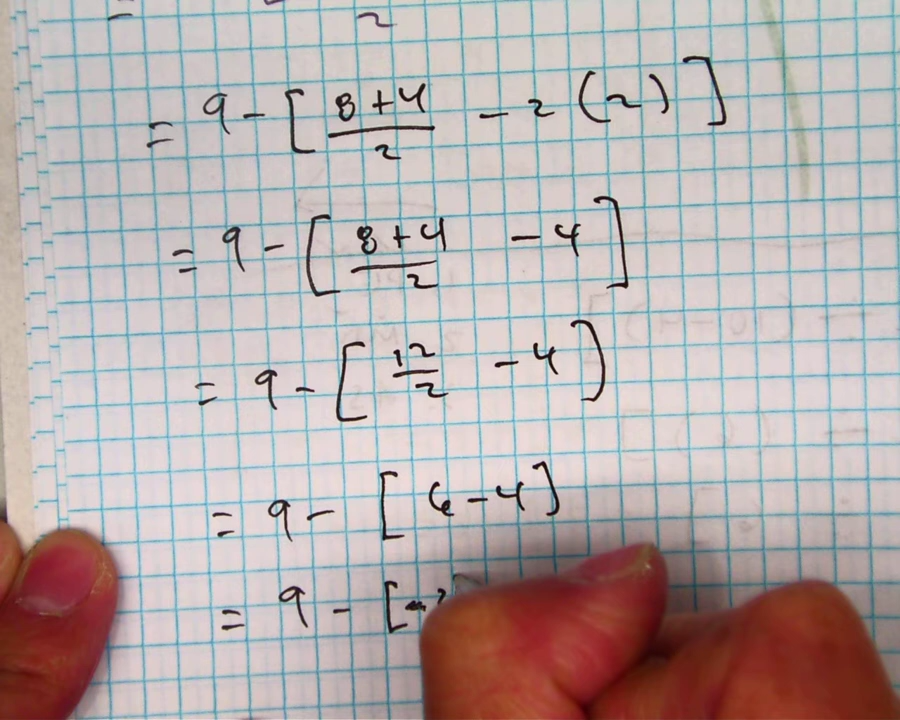 = 9 - [ (8+4)/2 - 2(2) ]
= 9 - [ (8+4)/2 - 4 ]
= 9 - [ 12/2 - 4 )
= 9 - [ 6 - 4 ]
= 9 - [